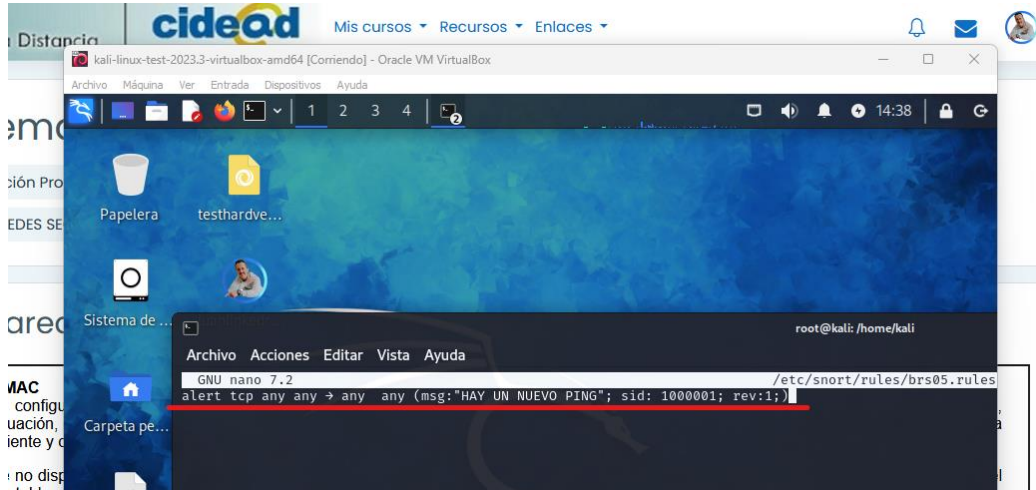 Distancia
cidead
Mis cursos Recursos Enlaces
kali-linux-test-2023.3-virtualbox-amd64 [Corriendo] - Oracle VM VirtualBox
Archivo Máquina Ver Entrada Dispositivos Ayuda
1 2 3 4 2 14:38
ción Pro
EDES SE
Papelera testhardve...
Sistema de ...
area
root@kali: /home/kali
Archivo Acciones Editar Vista Ayuda
GNU nano 7.2 /etc/snort/rules/brs05.rules
alert tcp any any → any any (msg:"HAY UN NUEVO PING"; sid: 1000001; rev:1;)
MAC
configu
uación,
iente y c
Carpeta pe...
no disp